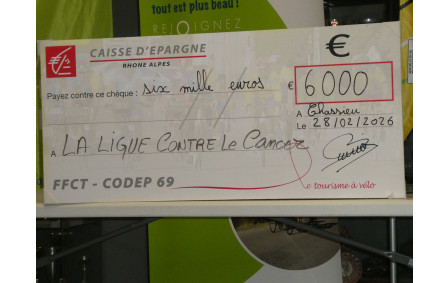 tout est plus beau !
REJOIGNEZ
CAISSE D'EPARGNE
RHONE ALPES
€
Payez contre ce chèque : six mille euros € 6000
A Chassieu
Le 28/02/2026
A LA LIGUE CONTRE Le Cancer
FFCT - CODEP 69
Le tourisme à vélo